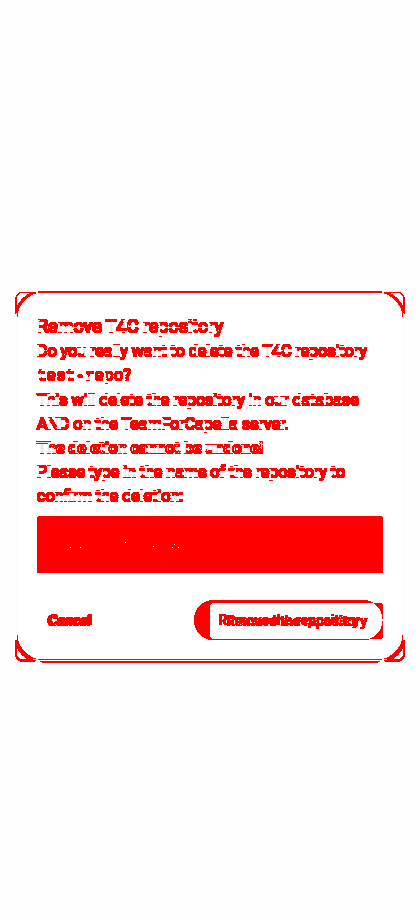 Remove T4C repository
Do you really want to delete the T4C repository
test-repo?
This will delete the repository in our database
AND on the TeamForCapella server.
The deletion cannot be undone!
Please type in the name of the repository to
confirm the deletion:
Cancel